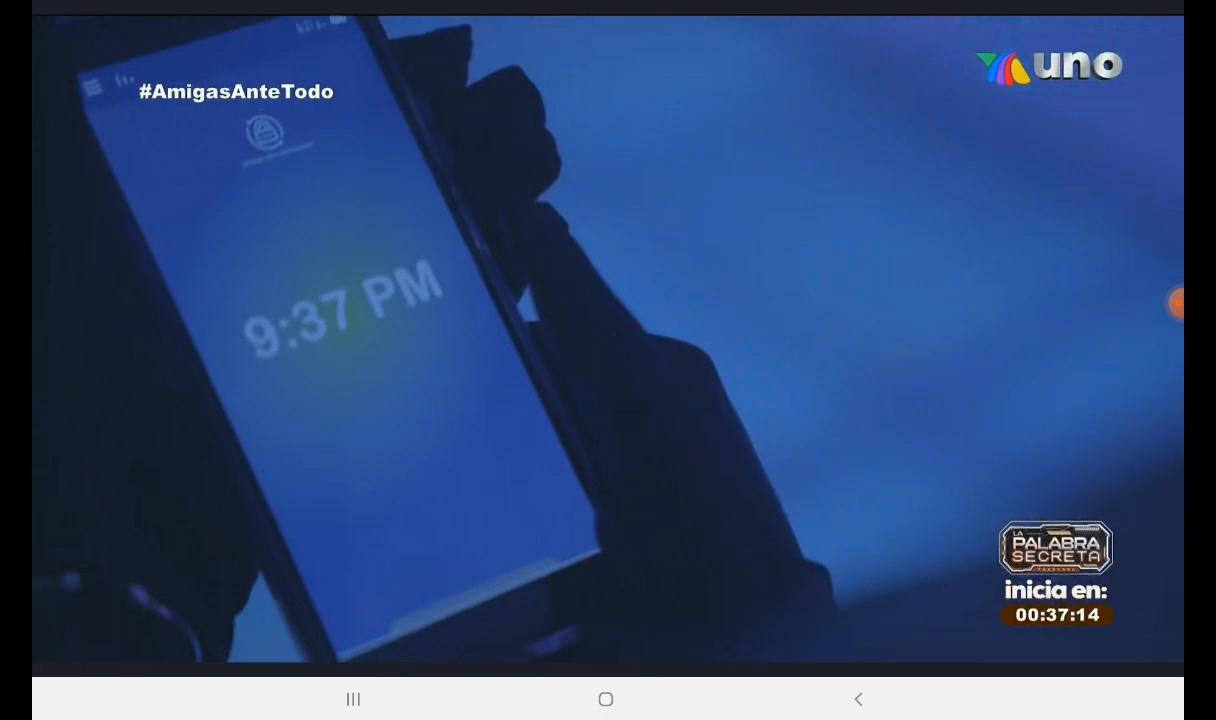 #AmigasAnteTodo
uno
9:37 PM
LA
PALABRA
SECRETA
inicia en:
00:37:14